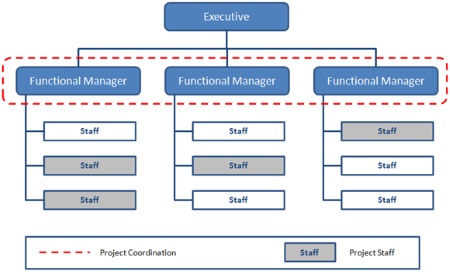 Executive
Functional Manager Functional Manager Functional Manager
Staff Staff Staff
Staff Staff Staff
Staff Staff Staff
Project Coordination Staff Project Staff